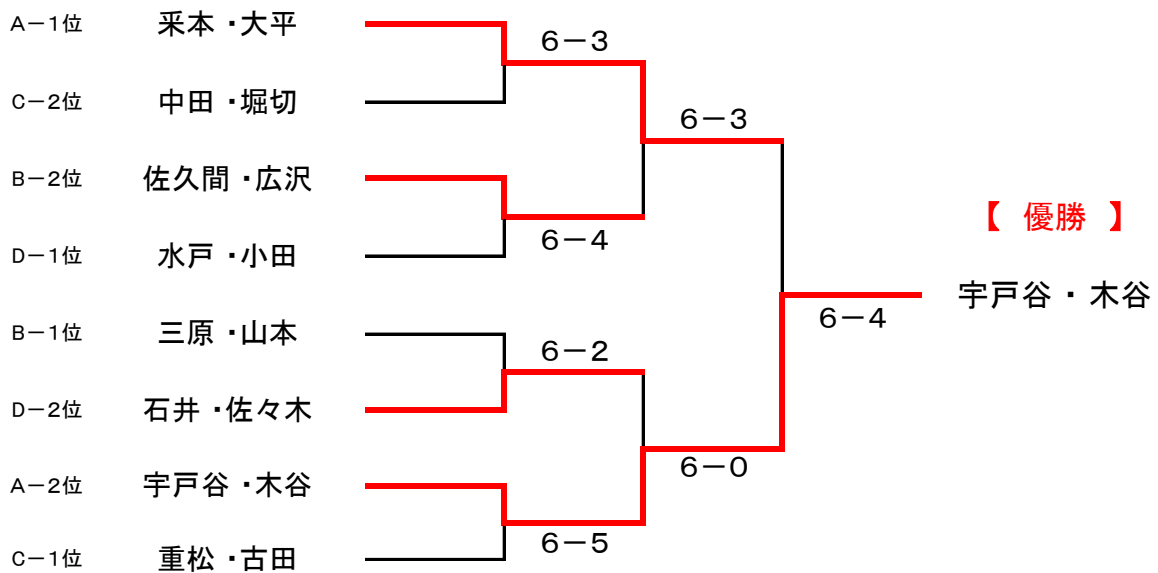 A－1位 采本・大平
6－3
C－2位 中田・堀切
6－3
B－2位 佐久間・広沢
【 優勝 】
6－4
D－1位 水戸・小田
宇戸谷・木谷
6－4
B－1位 三原・山本
6－2
D－2位 石井・佐々木
6－0
A－2位 宇戸谷・木谷
6－5
C－1位 重松・古田